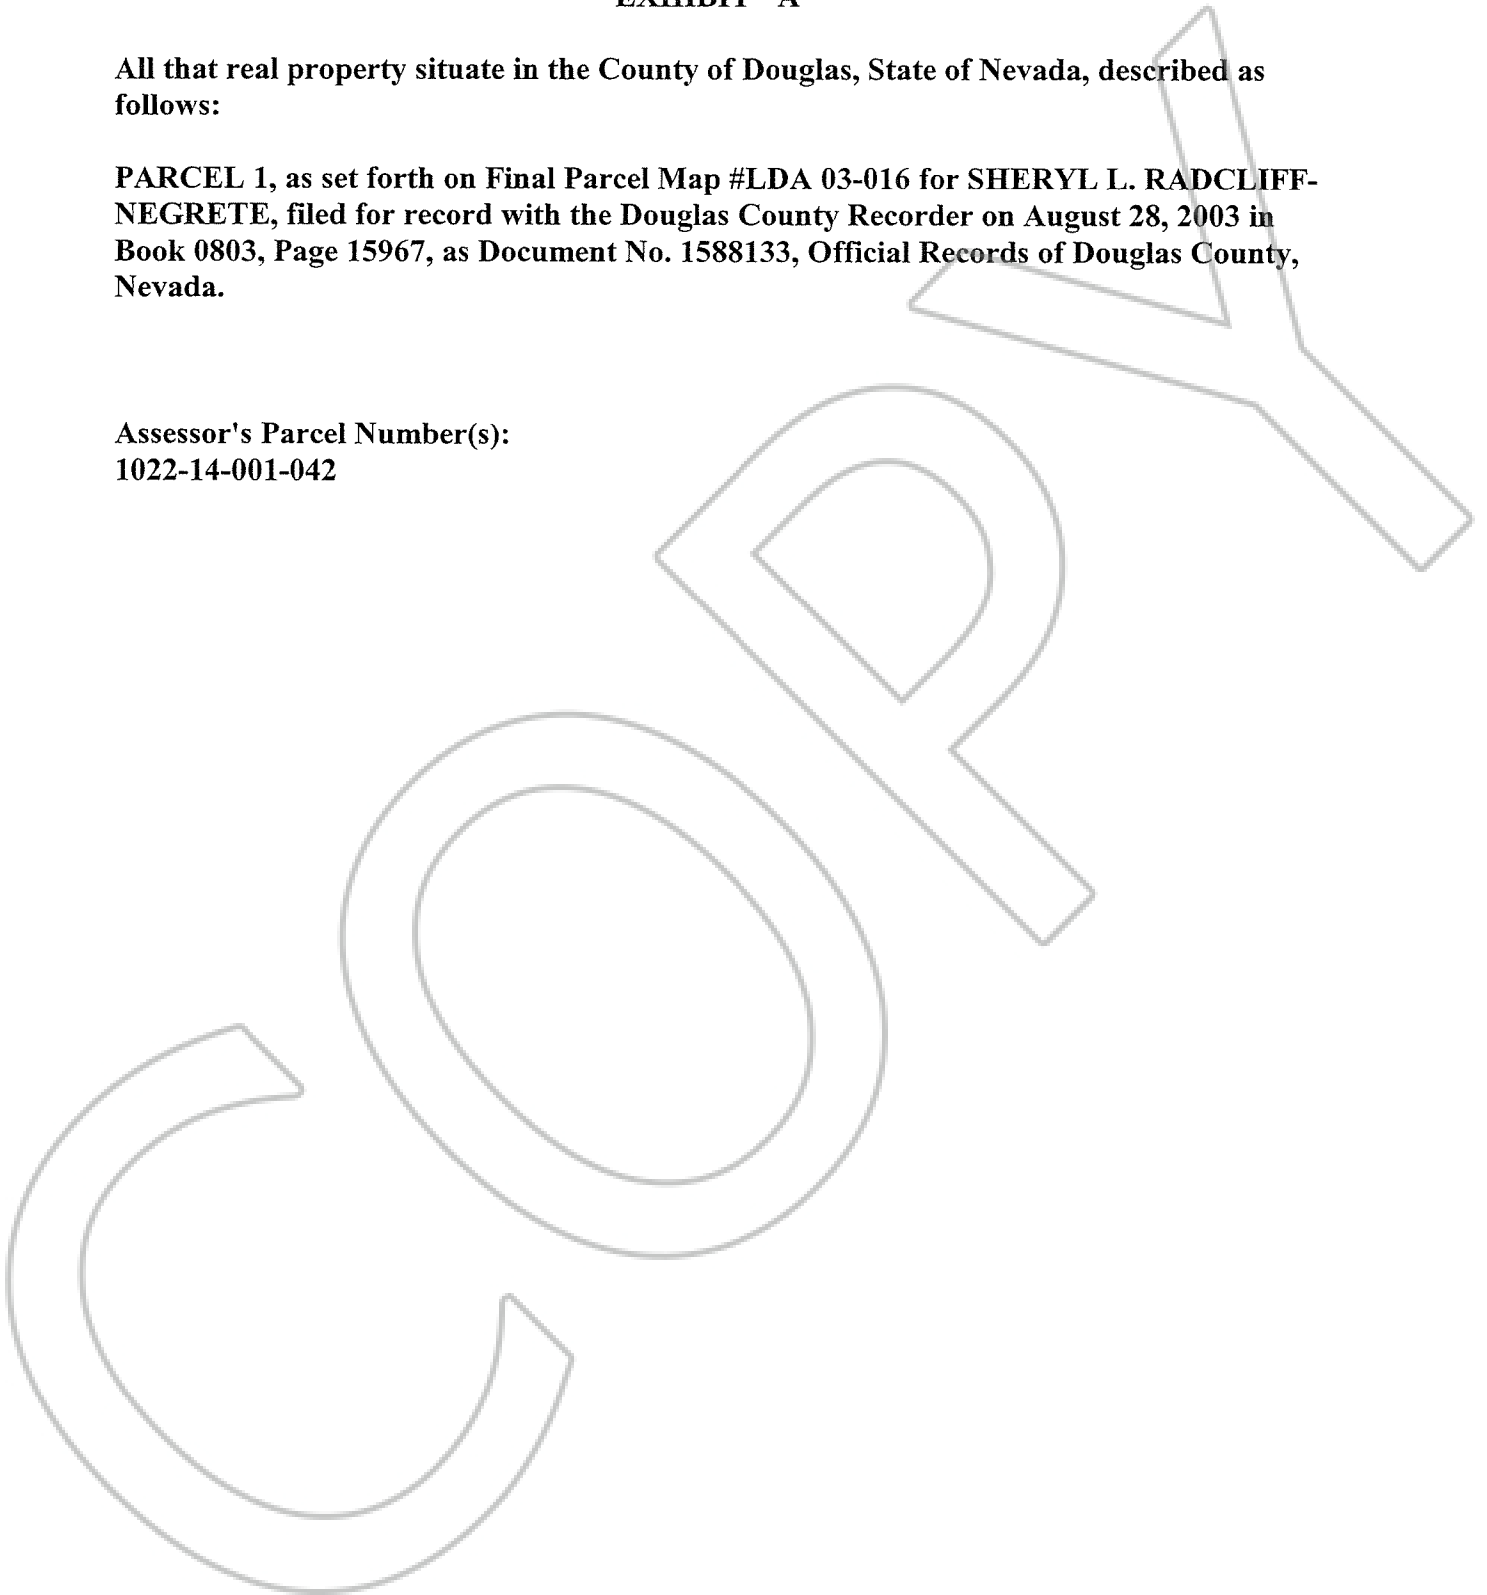 EXHIBIT "A"
All that real property situate in the County of Douglas, State of Nevada, described as
follows:
PARCEL 1, as set forth on Final Parcel Map #LDA 03-016 for SHERYL L. RADCLIFF-
NEGRETE, filed for record with the Douglas County Recorder on August 28, 2003 in
Book 0803, Page 15967, as Document No. 1588133, Official Records of Douglas County,
Nevada.
Assessor's Parcel Number(s):
1022-14-001-042
COPY